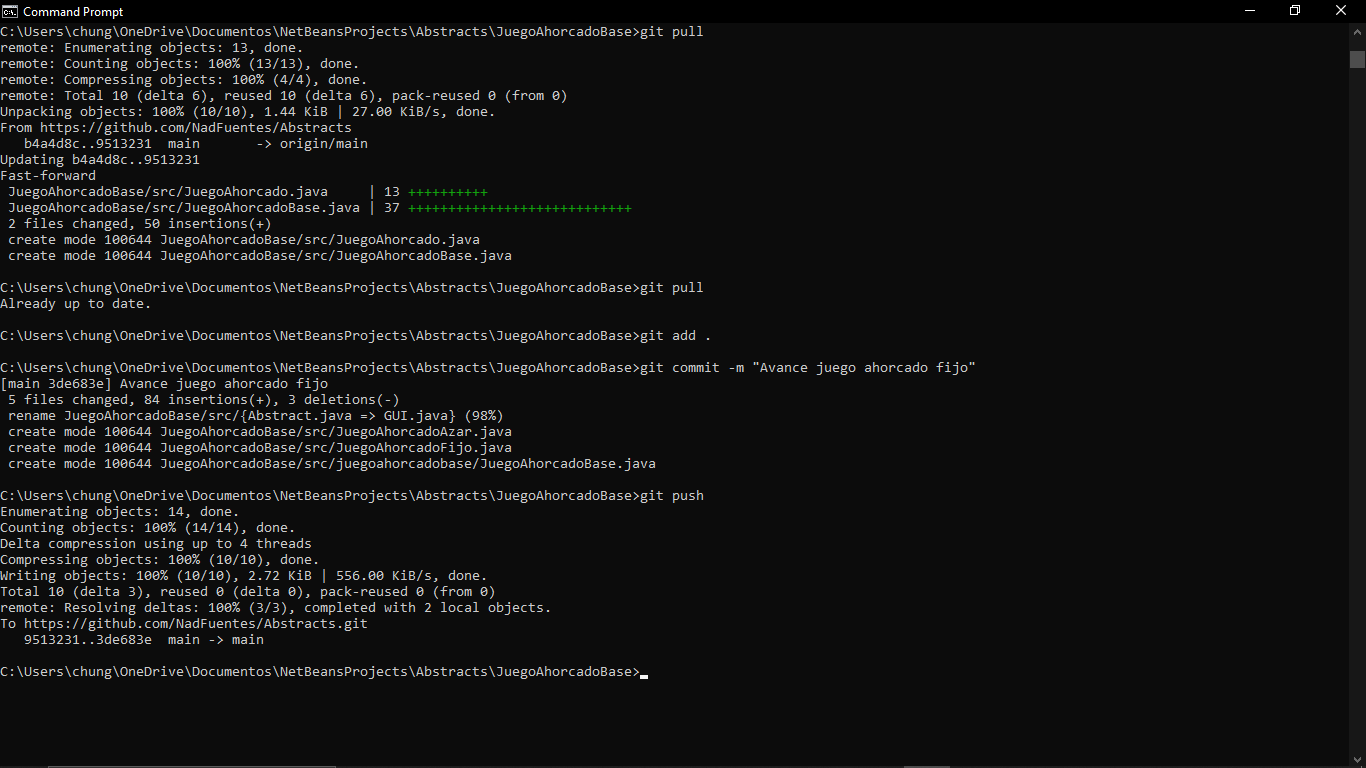 Command Prompt
C:\Users\chung\OneDrive\Documentos\NetBeansProjects\Abstracts\JuegoAhorcadoBase>git pull
remote: Enumerating objects: 13, done.
remote: Counting objects: 100% (13/13), done.
remote: Compressing objects: 100% (4/4), done.
remote: Total 10 (delta 6), reused 10 (delta 6), pack-reused 0 (from 0)
Unpacking objects: 100% (10/10), 1.44 KiB | 27.00 KiB/s, done.
From https://github.com/NadFuentes/Abstracts
   b4a4d8c..9513231  main       -> origin/main
Updating b4a4d8c..9513231
Fast-forward
 JuegoAhorcadoBase/src/JuegoAhorcado.java     | 13 ++++++++++
 JuegoAhorcadoBase/src/JuegoAhorcadoBase.java | 37 ++++++++++++++++++++++++++++
 2 files changed, 50 insertions(+)
 create mode 100644 JuegoAhorcadoBase/src/JuegoAhorcado.java
 create mode 100644 JuegoAhorcadoBase/src/JuegoAhorcadoBase.java
C:\Users\chung\OneDrive\Documentos\NetBeansProjects\Abstracts\JuegoAhorcadoBase>git pull
Already up to date.
C:\Users\chung\OneDrive\Documentos\NetBeansProjects\Abstracts\JuegoAhorcadoBase>git add .
C:\Users\chung\OneDrive\Documentos\NetBeansProjects\Abstracts\JuegoAhorcadoBase>git commit -m "Avance juego ahorcado fijo"
[main 3de683e] Avance juego ahorcado fijo
 5 files changed, 84 insertions(+), 3 deletions(-)
 rename JuegoAhorcadoBase/src/{Abstract.java => GUI.java} (98%)
 create mode 100644 JuegoAhorcadoBase/src/JuegoAhorcadoAzar.java
 create mode 100644 JuegoAhorcadoBase/src/JuegoAhorcadoFijo.java
 create mode 100644 JuegoAhorcadoBase/src/juegoahorcadobase/JuegoAhorcadoBase.java
C:\Users\chung\OneDrive\Documentos\NetBeansProjects\Abstracts\JuegoAhorcadoBase>git push
Enumerating objects: 14, done.
Counting objects: 100% (14/14), done.
Delta compression using up to 4 threads
Compressing objects: 100% (10/10), done.
Writing objects: 100% (10/10), 2.72 KiB | 556.00 KiB/s, done.
Total 10 (delta 3), reused 0 (delta 0), pack-reused 0 (from 0)
remote: Resolving deltas: 100% (3/3), completed with 2 local objects.
To https://github.com/NadFuentes/Abstracts.git
   9513231..3de683e  main -> main
C:\Users\chung\OneDrive\Documentos\NetBeansProjects\Abstracts\JuegoAhorcadoBase>